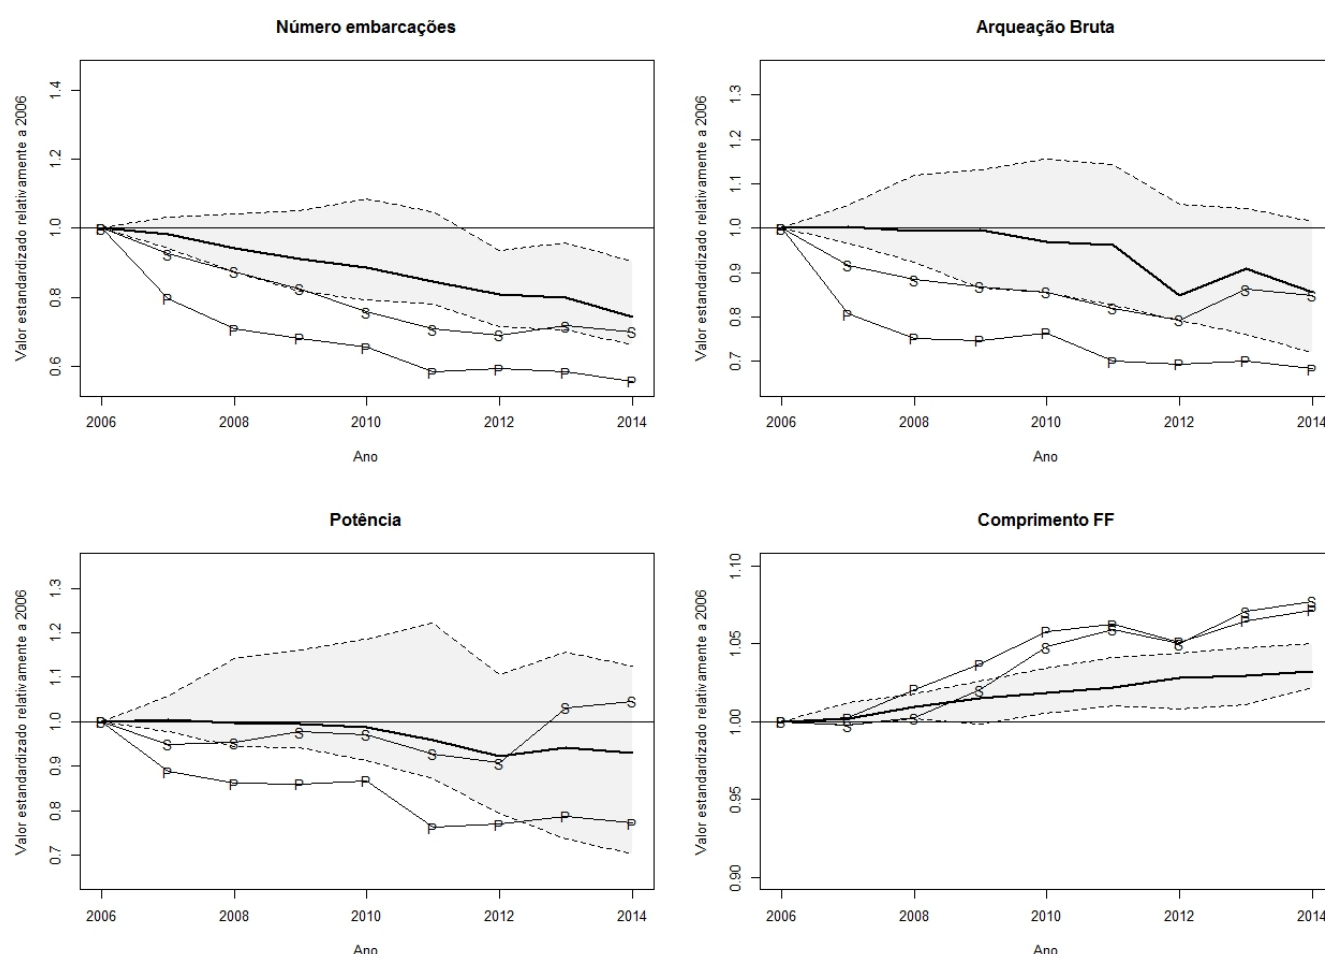 Número embarcações
Valor estandardizado relativamente a 2006
1.4
1.2
1.0
0.8
0.6
B
S S S S S S S S
P P P P P P P P
2006 2008 2010 2012 2014
Ano
Arqueação Bruta
Valor estandardizado relativamente a 2006
1.3
1.2
1.1
1.0
0.9
0.8
0.7
S S S S S S S S
P P P P P P P P
2006 2008 2010 2012 2014
Ano
Potência
Valor estandardizado relativamente a 2006
1.3
1.2
1.1
1.0
0.9
0.8
0.7
S S S S S S S S
P P P P P P P P
2006 2008 2010 2012 2014
Ano
Comprimento FF
Valor estandardizado relativamente a 2006
1.10
1.05
1.00
0.95
0.90
P P P P P P P P
S S S S S S S S
2006 2008 2010 2012 2014
Ano